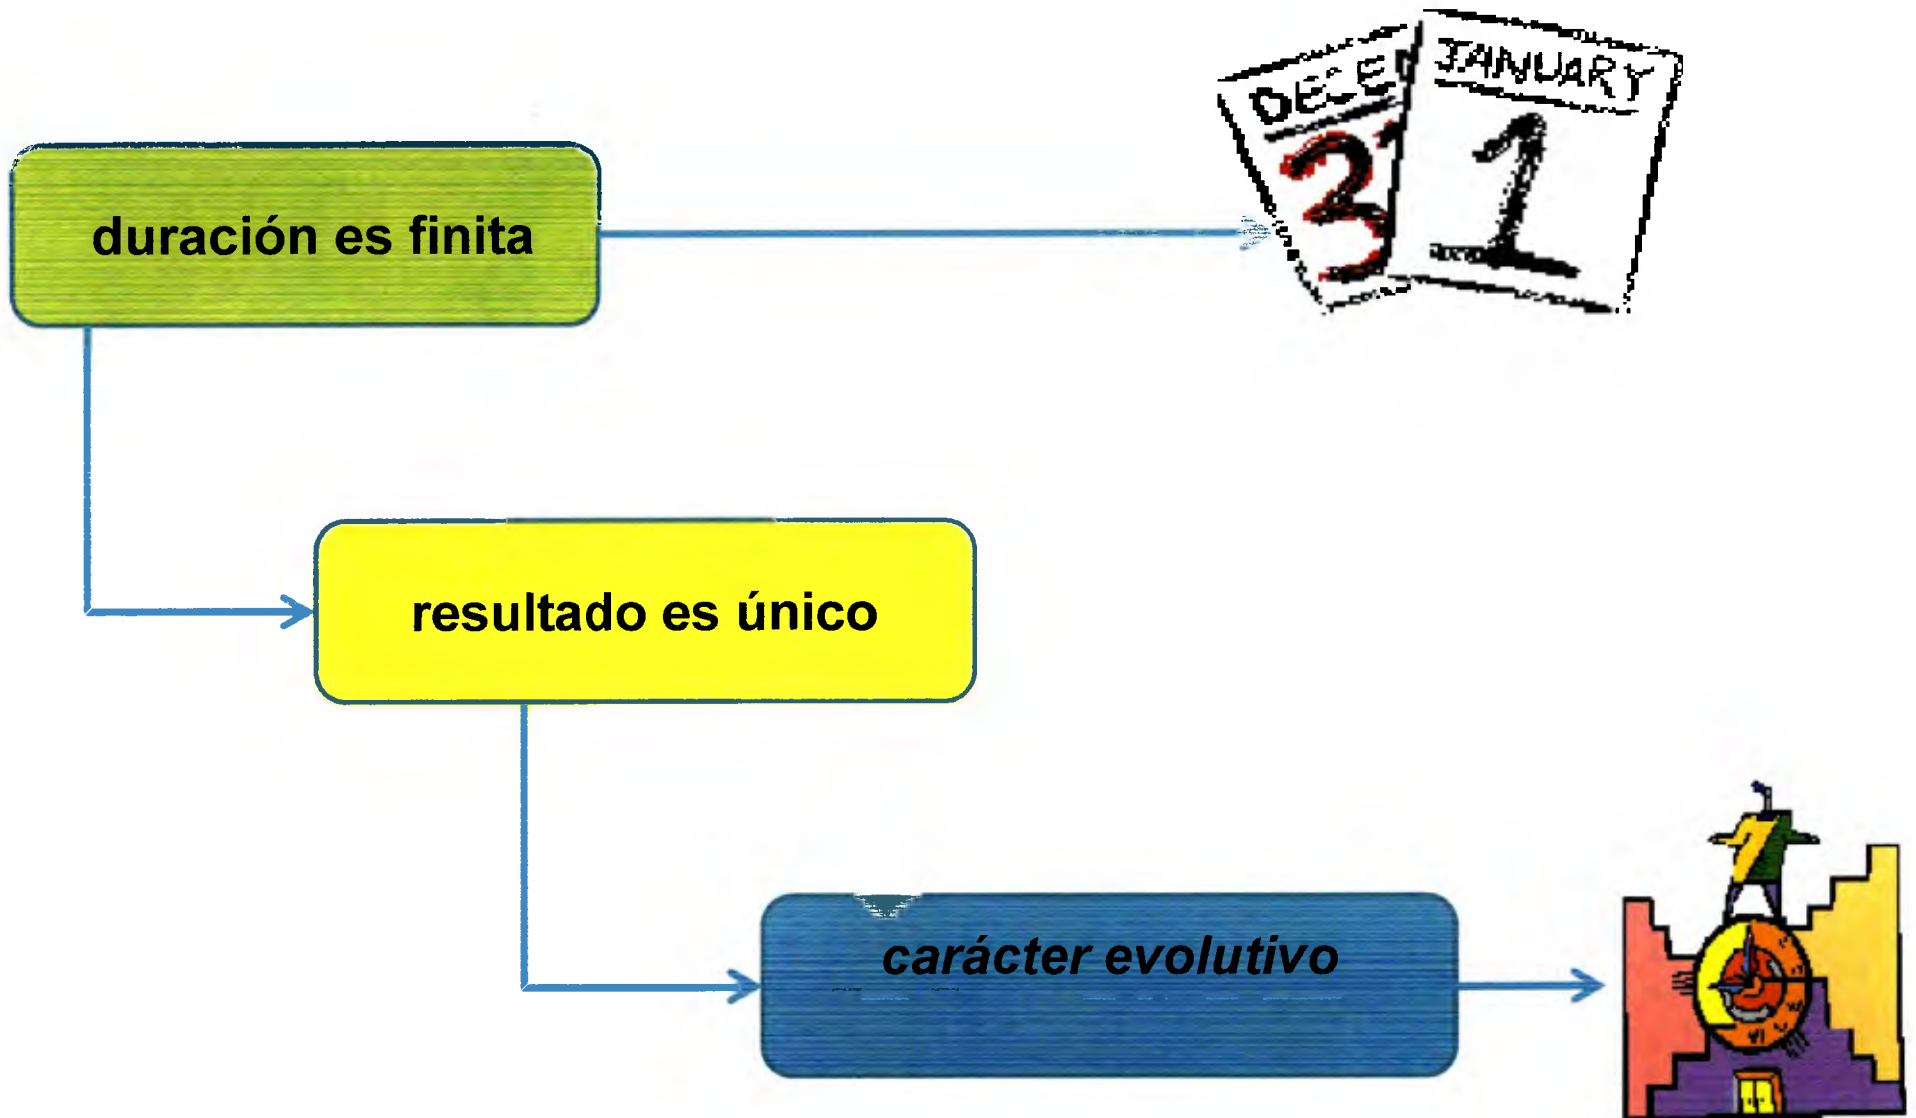 DECE
31
JANUARY
1
duración es finita
resultado es único
carácter evolutivo